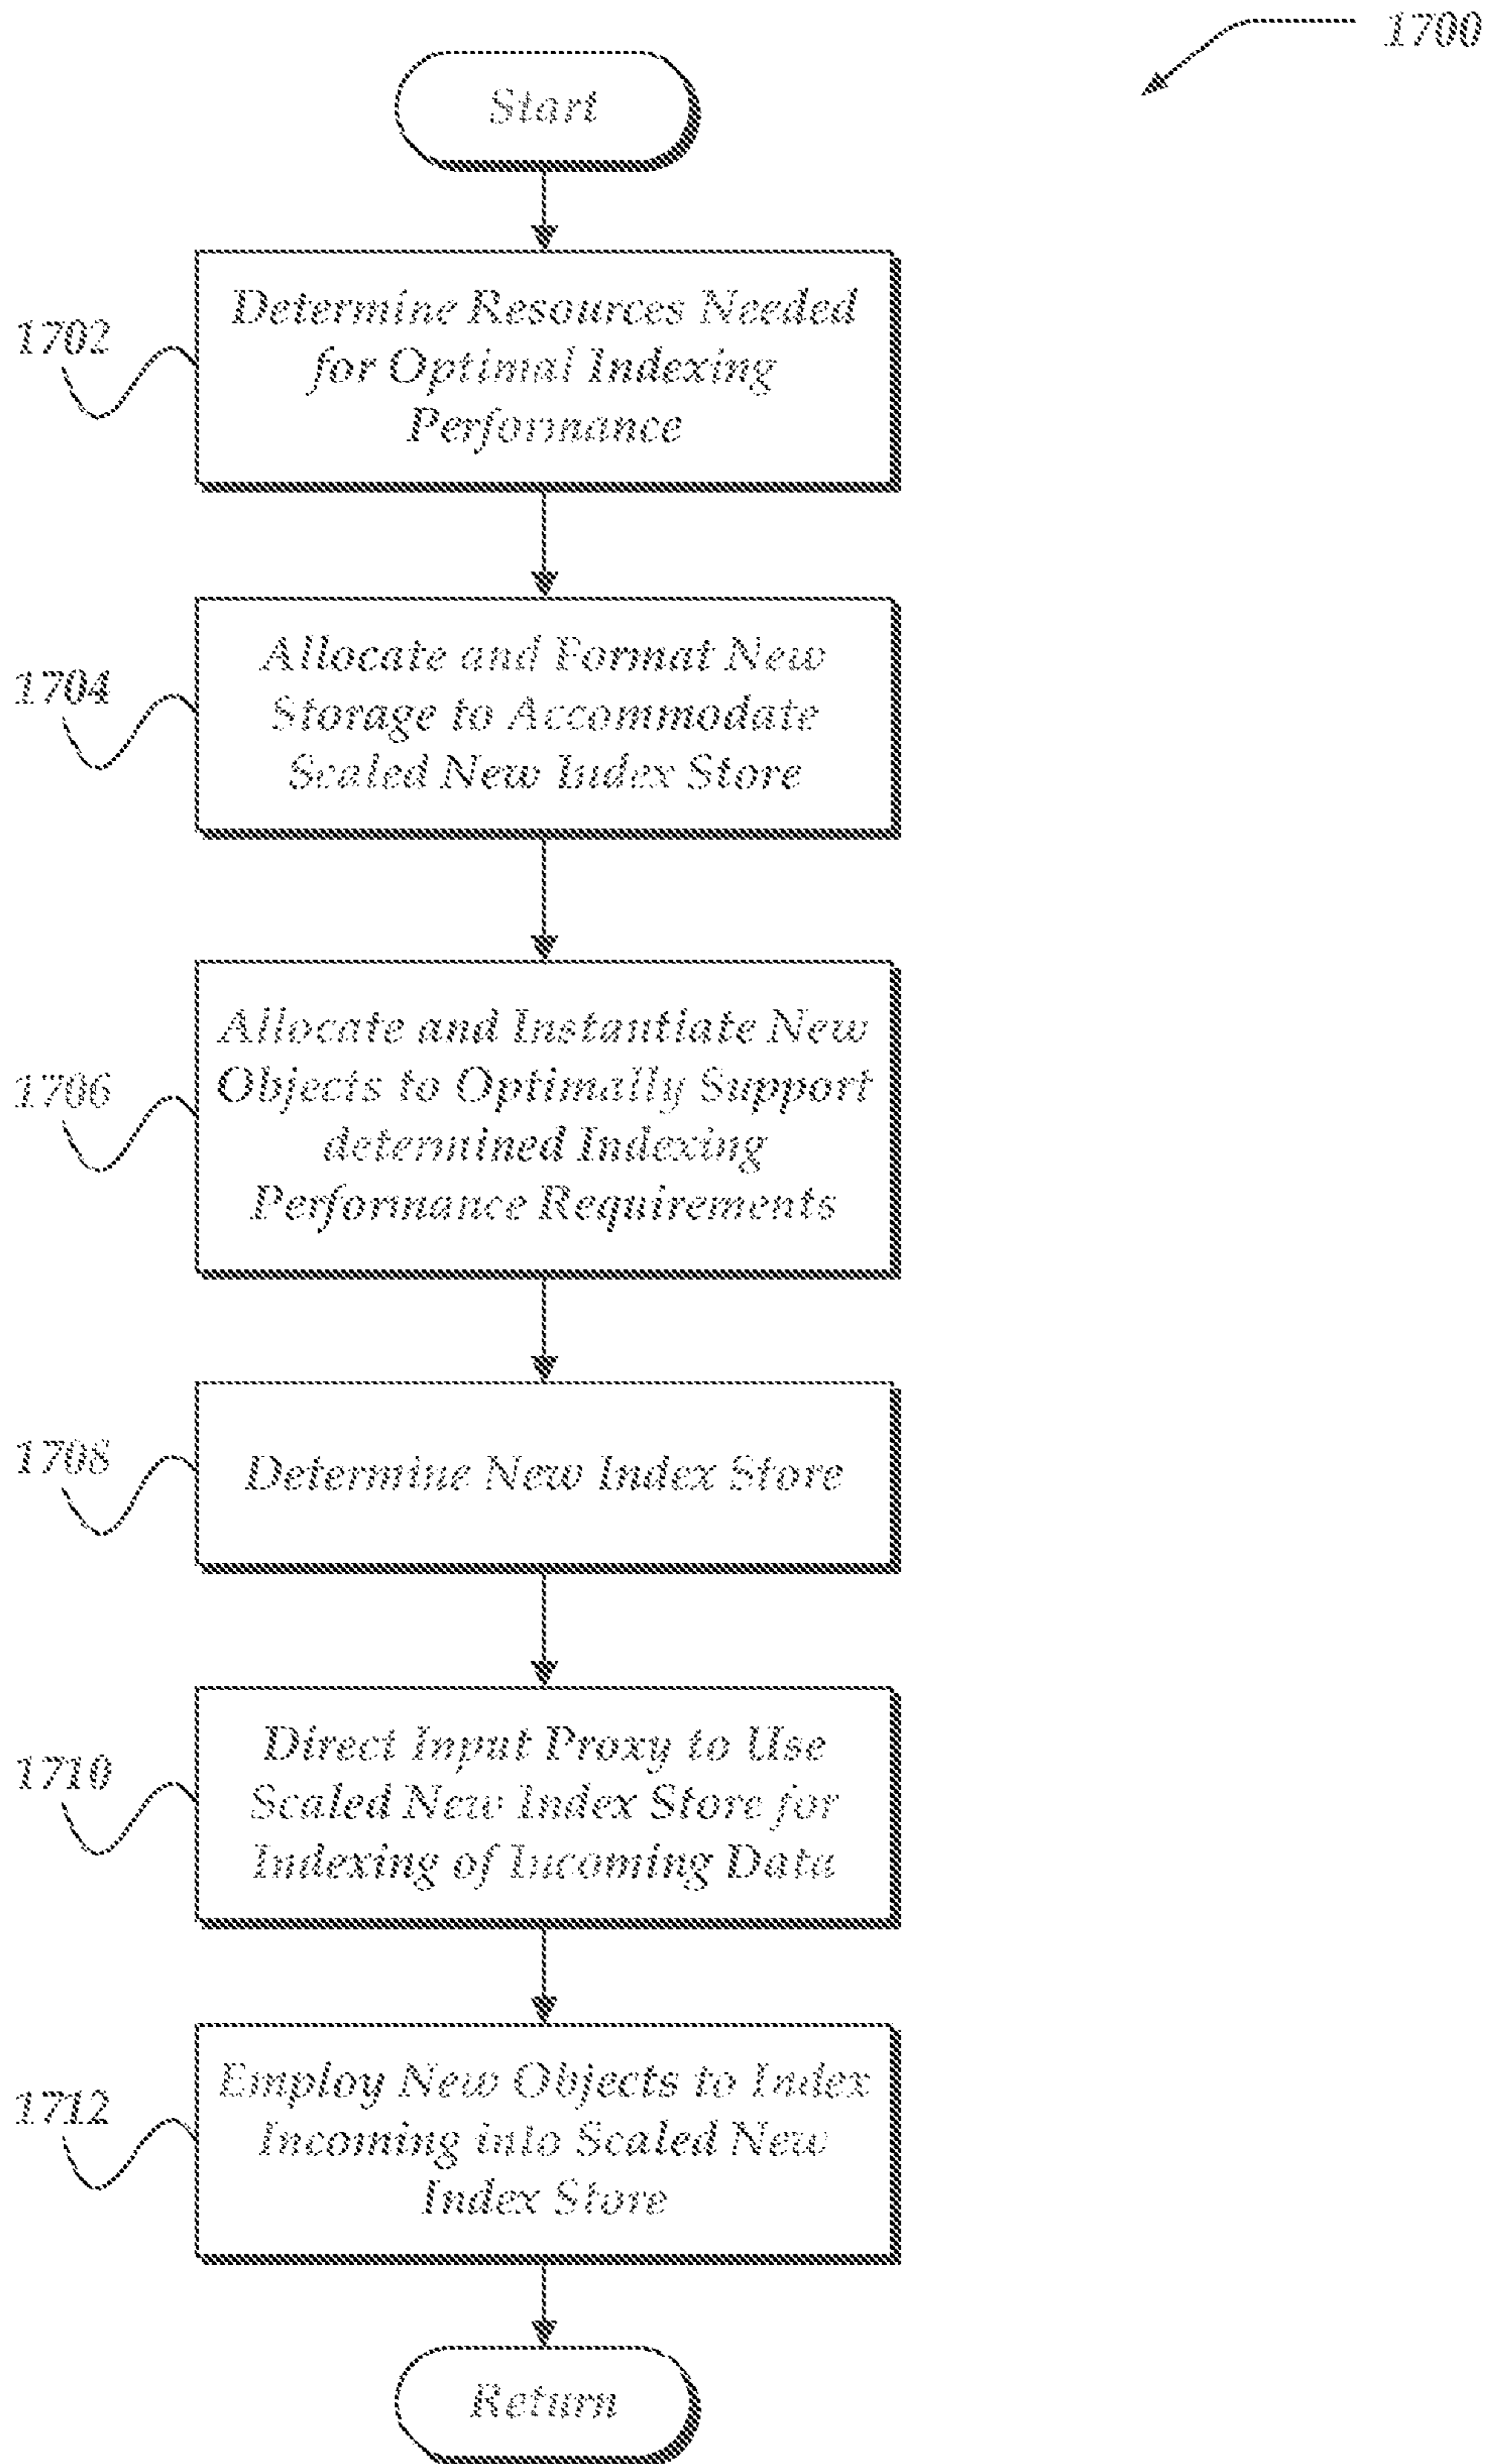 1700
Start
1702
Determine Resources Needed
for Optimal Indexing
Performance
1704
Allocate and Format New
Storage to Accommodate
Scaled New Index Store
1706
Allocate and Instantiate New
Objects to Optimally Support
determined Indexing
Performance Requirements
1708
Determine New Index Store
1710
Direct Input Proxy to Use
Scaled New Index Store for
Indexing of Incoming Data
1712
Employ New Objects to Index
Incoming into Scaled New
Index Store
Return